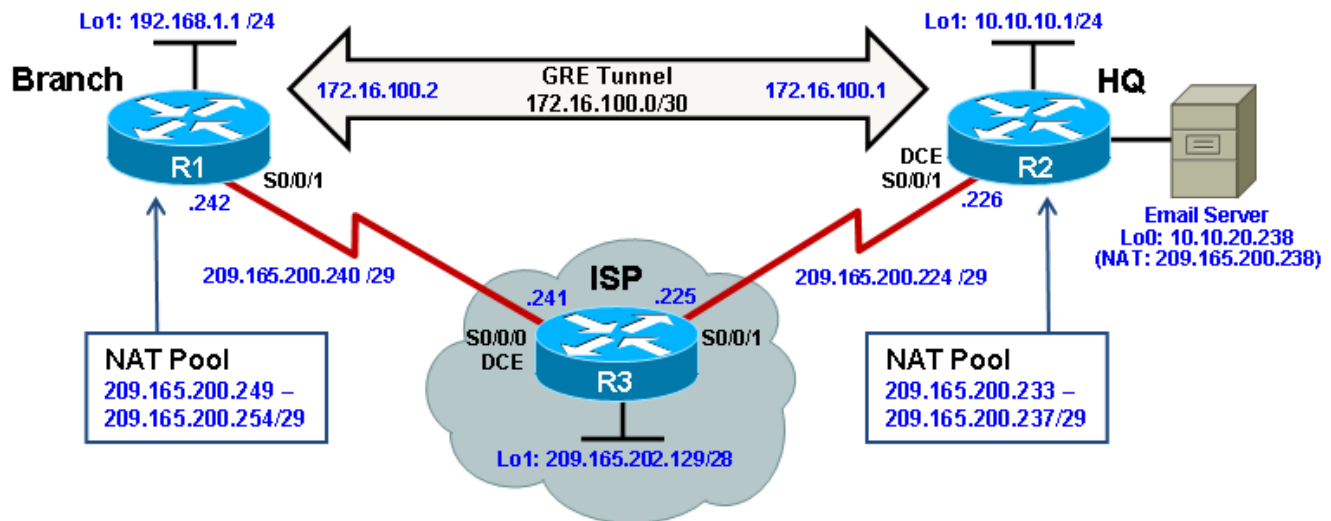 Lo1: 192.168.1.1 /24
Lo1: 10.10.10.1/24
Branch
GRE Tunnel
172.16.100.0/30
172.16.100.2
172.16.100.1
HQ
R1
S0/0/1
.242
DCE
S0/0/1
R2
.226
Email Server
Lo0: 10.10.20.238
(NAT: 209.165.200.238)
209.165.200.240 /29
209.165.200.224 /29
ISP
.241
.225
S0/0/0
DCE
S0/0/1
R3
NAT Pool
209.165.200.249 –
209.165.200.254/29
NAT Pool
209.165.200.233 –
209.165.200.237/29
Lo1: 209.165.202.129/28